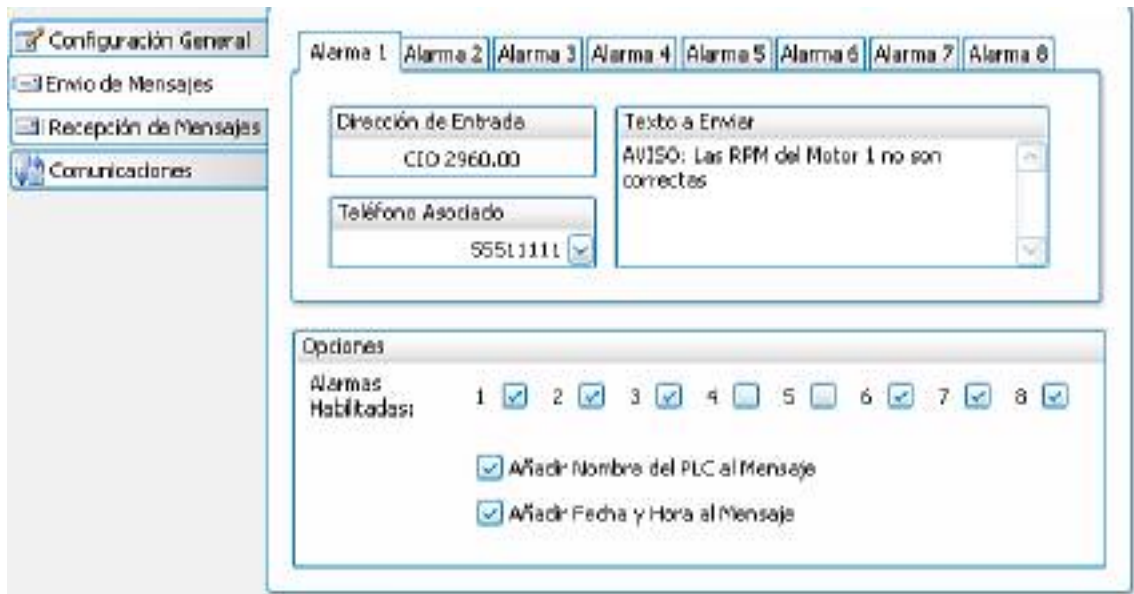 Configuración General
Envio de Mensajes
Recepción de Mensajes
Comunicaciones
Alarma 1 Alarma 2 Alarma 3 Alarma 4 Alarma 5 Alarma 6 Alarma 7 Alarma 8
Dirección de Entrada
CIO 2960.00
Teléfono Asociado
55511111
Texto a Enviar
AVISO: Las RPM del Motor 1 no son
correctas
Opciones
Alarmas
Habilitadas:
1 2 3 4 5 6 7 8
Añadir Nombre del PLC al Mensaje
Añadir Fecha y Hora al Mensaje